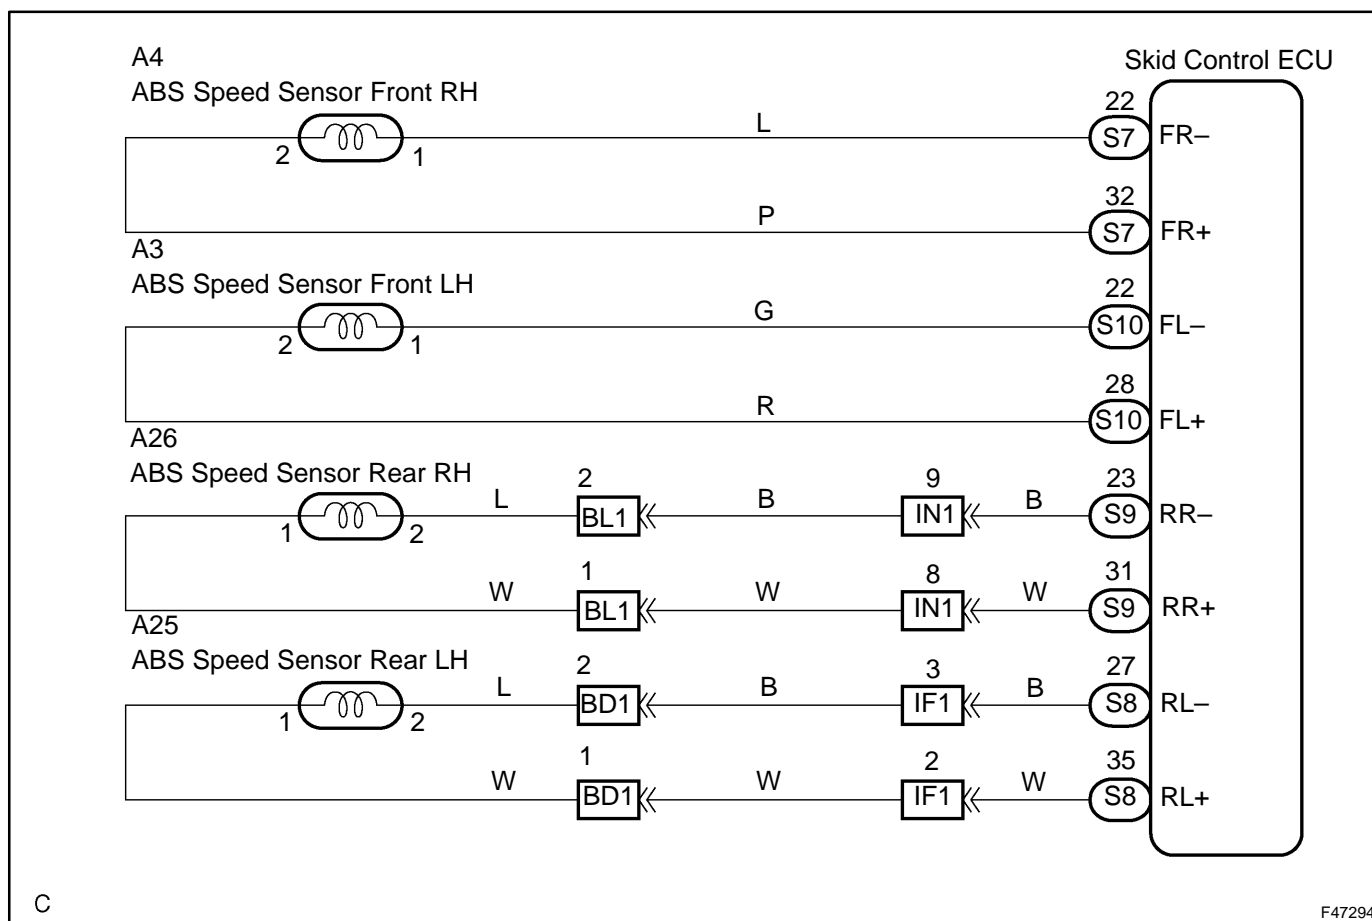 A4
ABS Speed Sensor Front RH
Skid Control ECU
2
1
L
22
S7
FR–
P
32
S7
FR+
A3
ABS Speed Sensor Front LH
2
1
G
22
S10
FL–
R
28
S10
FL+
A26
ABS Speed Sensor Rear RH
1
2
L
2
BL1
B
9
IN1
B
23
S9
RR–
W
1
BL1
W
8
IN1
W
31
S9
RR+
A25
ABS Speed Sensor Rear LH
1
2
L
2
BD1
B
3
IF1
B
27
S8
RL–
W
1
BD1
W
2
IF1
W
35
S8
RL+
C
F47294